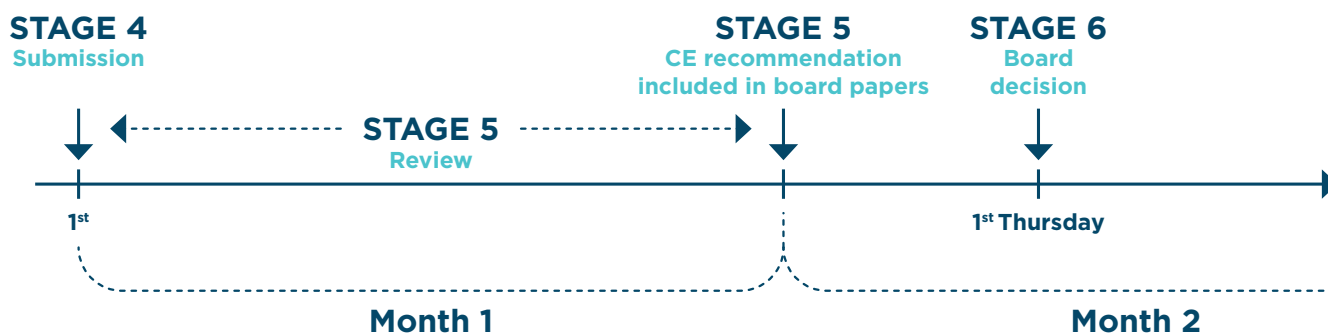 STAGE 4
Submission
STAGE 5
Review
STAGE 5
CE recommendation
included in board papers
STAGE 6
Board
decision
1st
1st Thursday
Month 1
Month 2